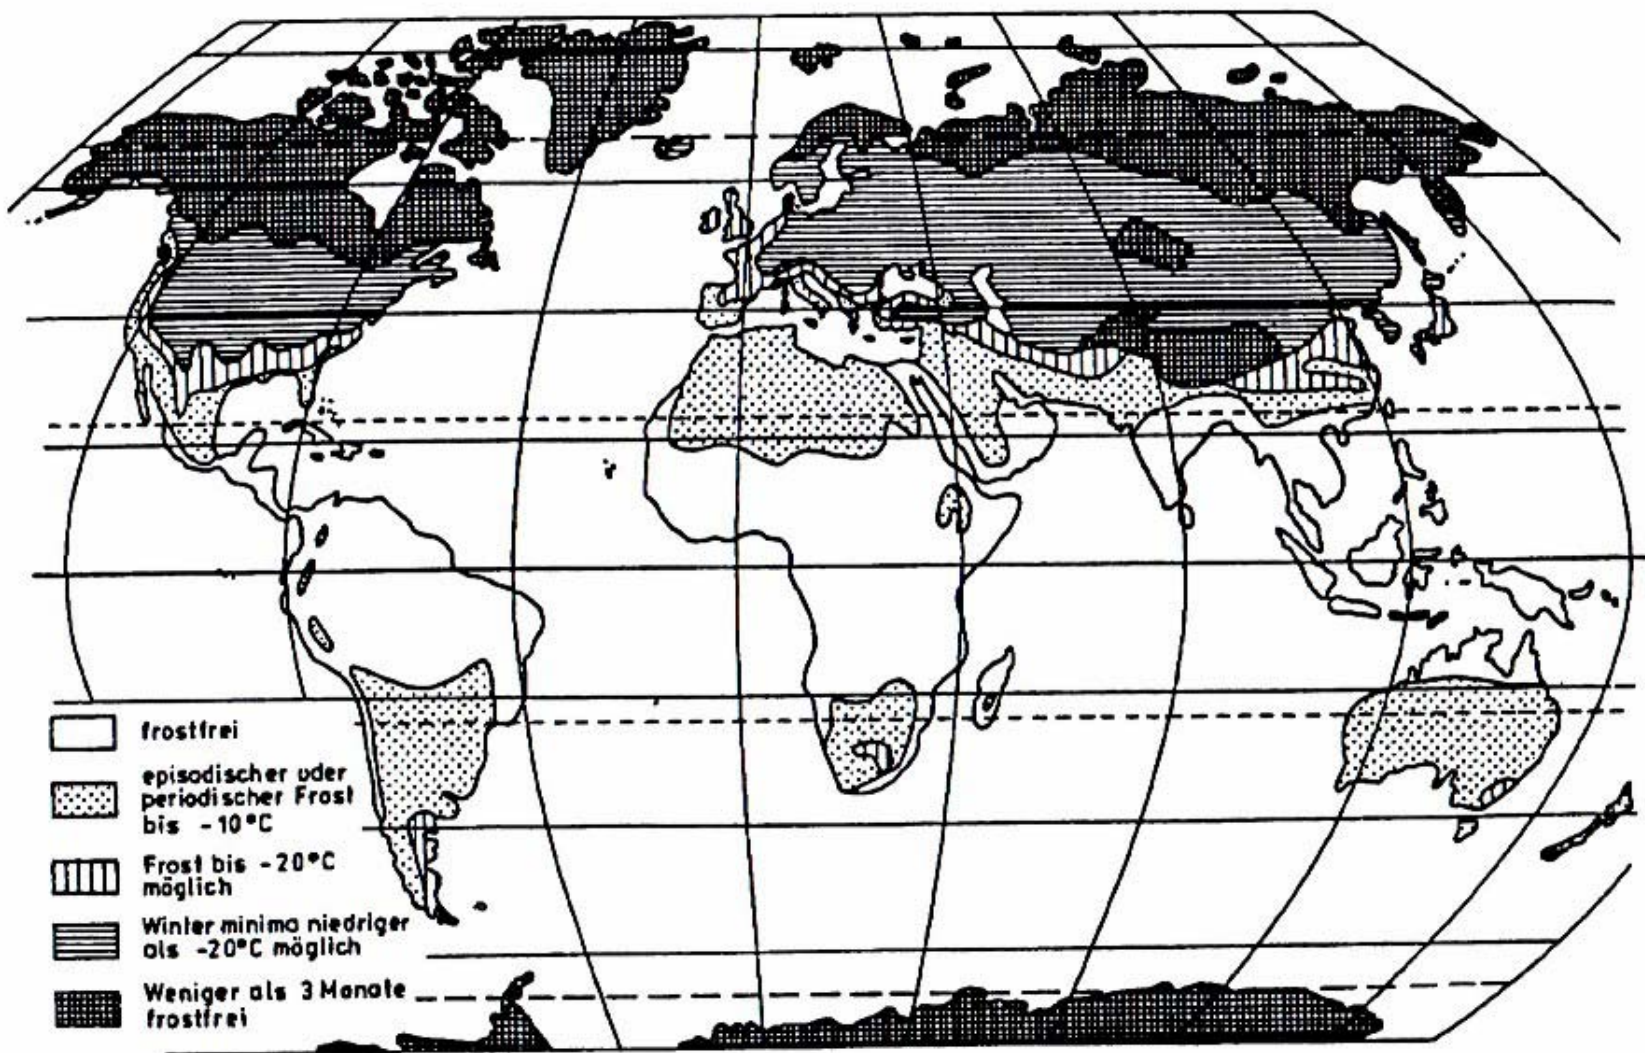 frostfrei
episodischer oder
periodischer Frost
bis -10°C
Frost bis -20°C
möglich
Winter minima niedriger
als -20°C möglich
Weniger als 3 Monate
frostfrei